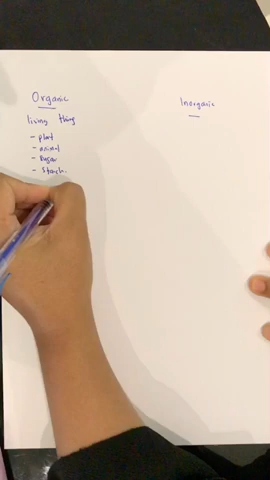 Organic
Inorganic
living thing
- plant
- animal
- Sugar
- Starch.